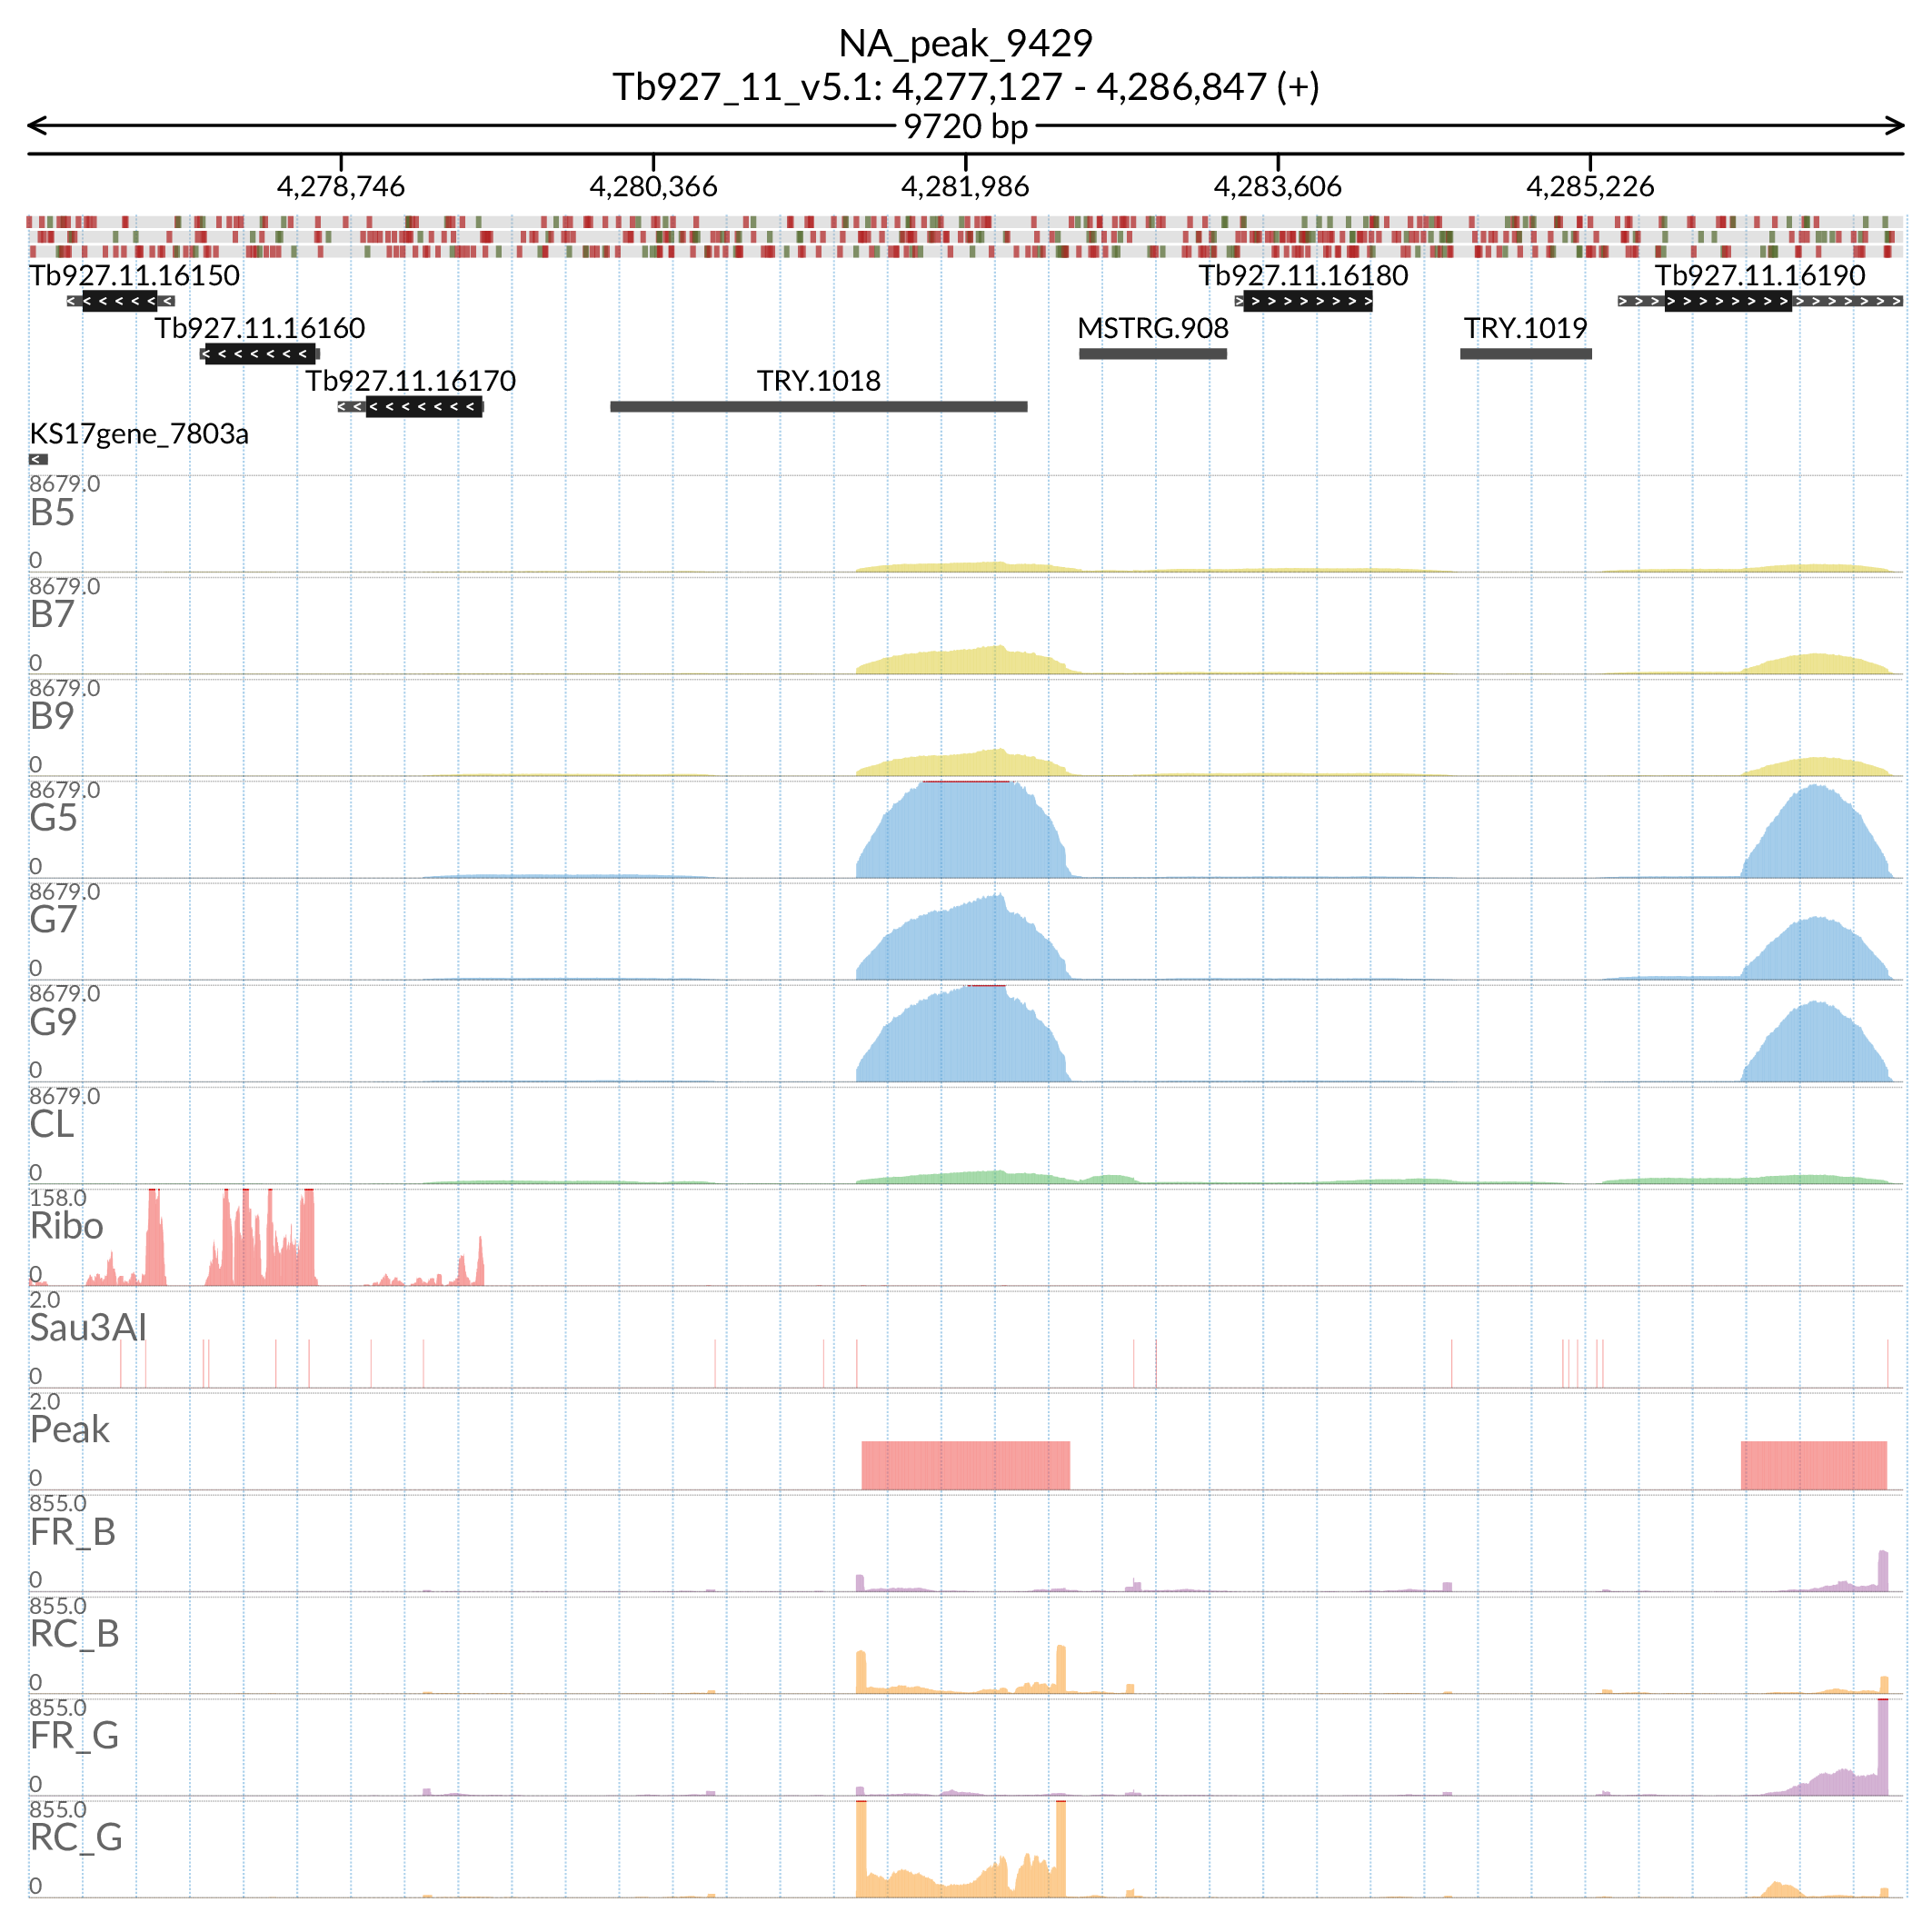 NA_peak_9429
Tb927_11_v5.1: 4,277,127 - 4,286,847 (+)
9720 bp
4,278,746 4,280,366 4,281,986 4,283,606 4,285,226
Tb927.11.16150 Tb927.11.16180 Tb927.11.16190
Tb927.11.16160 MSTRG.908 TRY.1019
Tb927.11.16170 TRY.1018
KS17gene_7803a
8679.0
B5
0
8679.0
B7
0
8679.0
B9
0
8679.0
G5
0
8679.0
G7
0
8679.0
G9
0
8679.0
CL
0
158.0
Ribo
0
2.0
Sau3AI
0
2.0
Peak
0
855.0
FR_B
0
855.0
RC_B
0
855.0
FR_G
0
855.0
RC_G
0